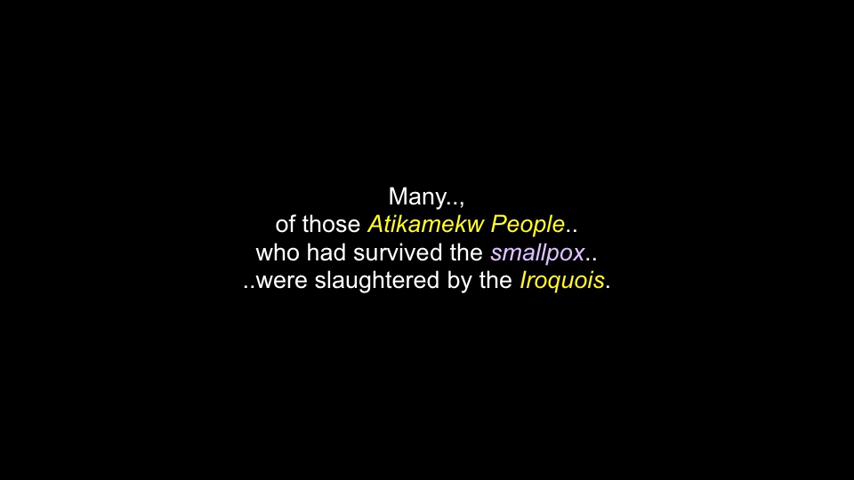 Many..,
of those Atikamekw People..
who had survived the smallpox..
..were slaughtered by the Iroquois.